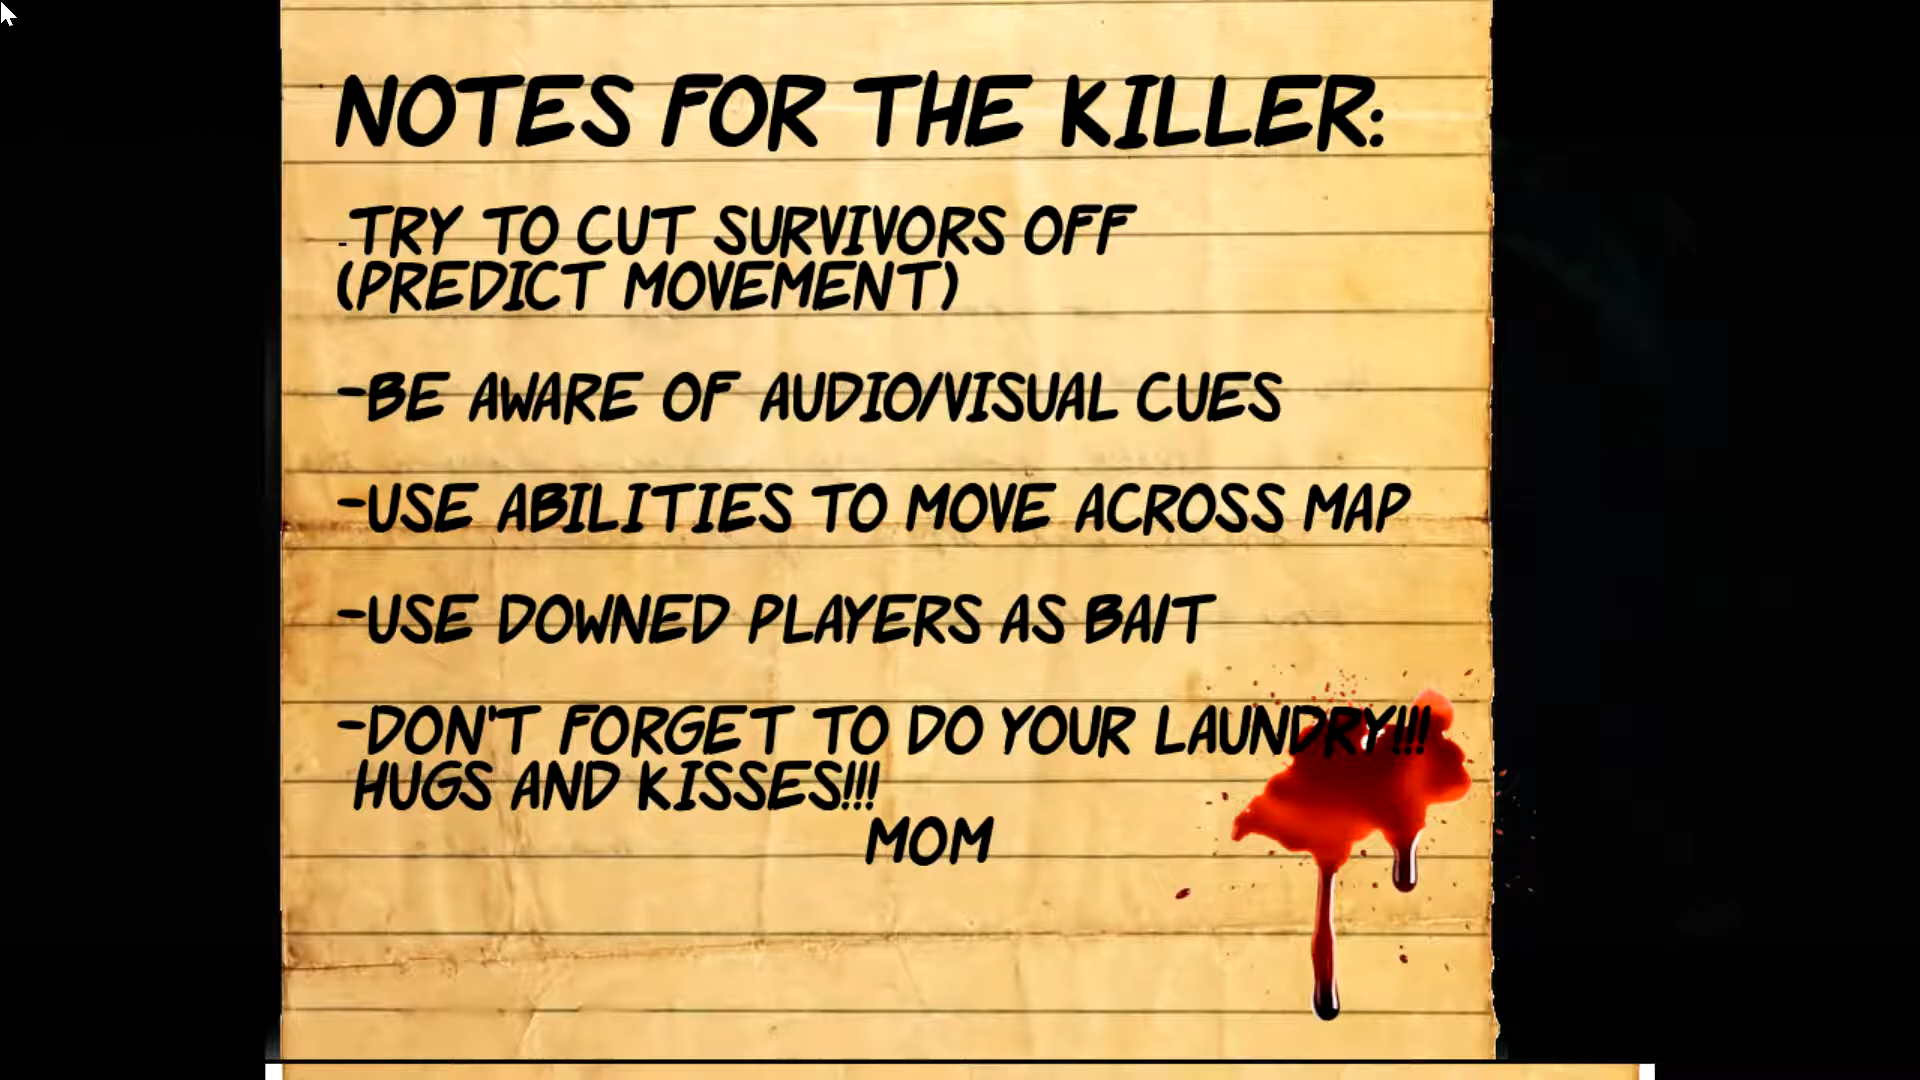 NOTES FOR THE KILLER:
-TRY TO CUT SURVIVORS OFF
(PREDICT MOVEMENT)
-BE AWARE OF AUDIO/VISUAL CUES
-USE ABILITIES TO MOVE ACROSS MAP
-USE DOWNED PLAYERS AS BAIT
-DON'T FORGET TO DO YOUR LAUNDRY!!!
HUGS AND KISSES!!!
MOM